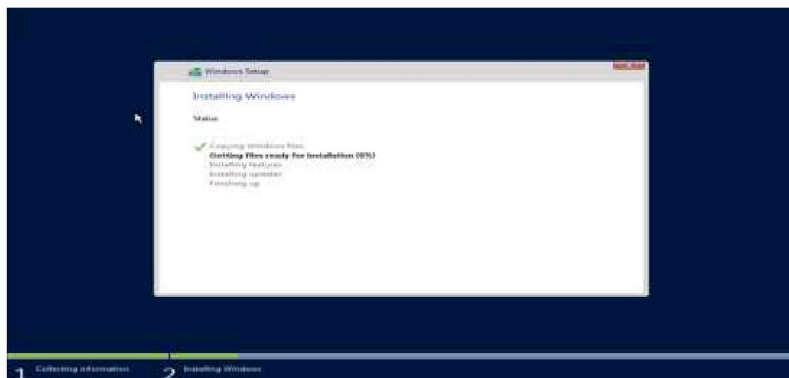 Windows Setup
Installing Windows
Status
Copying Windows files
Getting files ready for installation (0%)
Installing features
Installing updates
Finishing up
1 Collecting information
2 Installing Windows